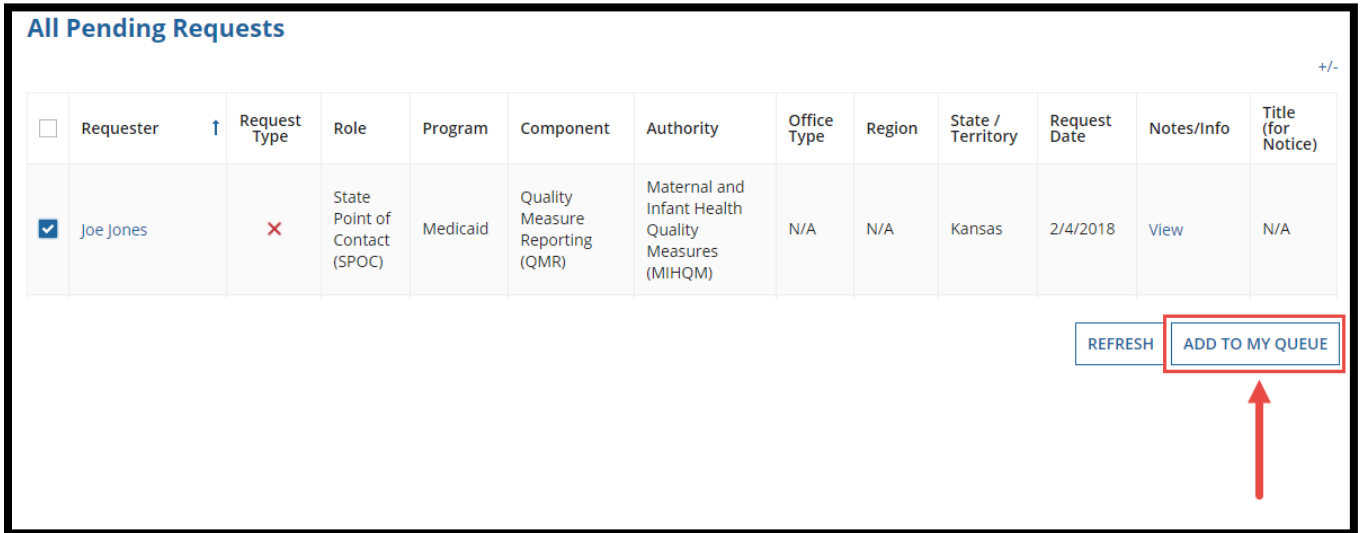 All Pending Requests
+/-
Requester
Request
Type
Role
Program
Component
Authority
Office
Type
Region
State /
Territory
Request
Date
Notes/Info
Title
(for
Notice)
Joe Jones
State
Point of
Contact
(SPOC)
Medicaid
Quality
Measure
Reporting
(QMR)
Maternal and
Infant Health
Quality
Measures
(MIHQM)
N/A
N/A
Kansas
2/4/2018
View
N/A
REFRESH
ADD TO MY QUEUE